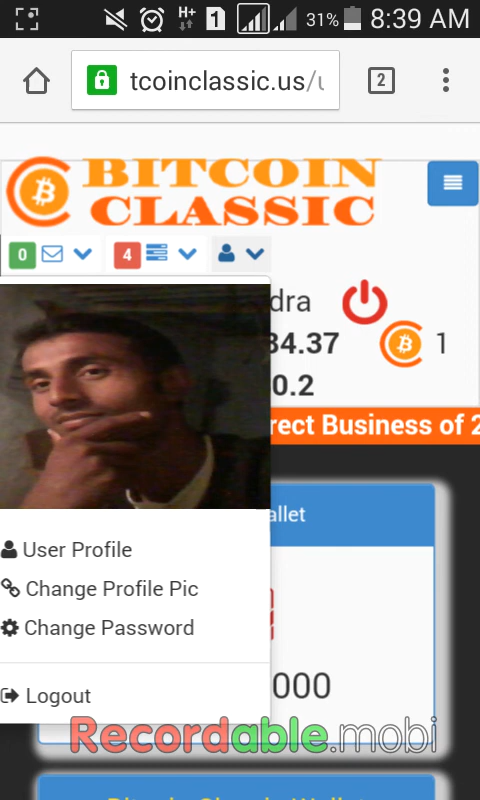 H+
1
31%
8:39 AM
tcoinclassic.us/u
2
BITCOIN
CLASSIC
0
4
dra
34.37
1
0.2
rect Business of 2
allet
User Profile
Change Profile Pic
Change Password
000
Logout
Recordable.mobi